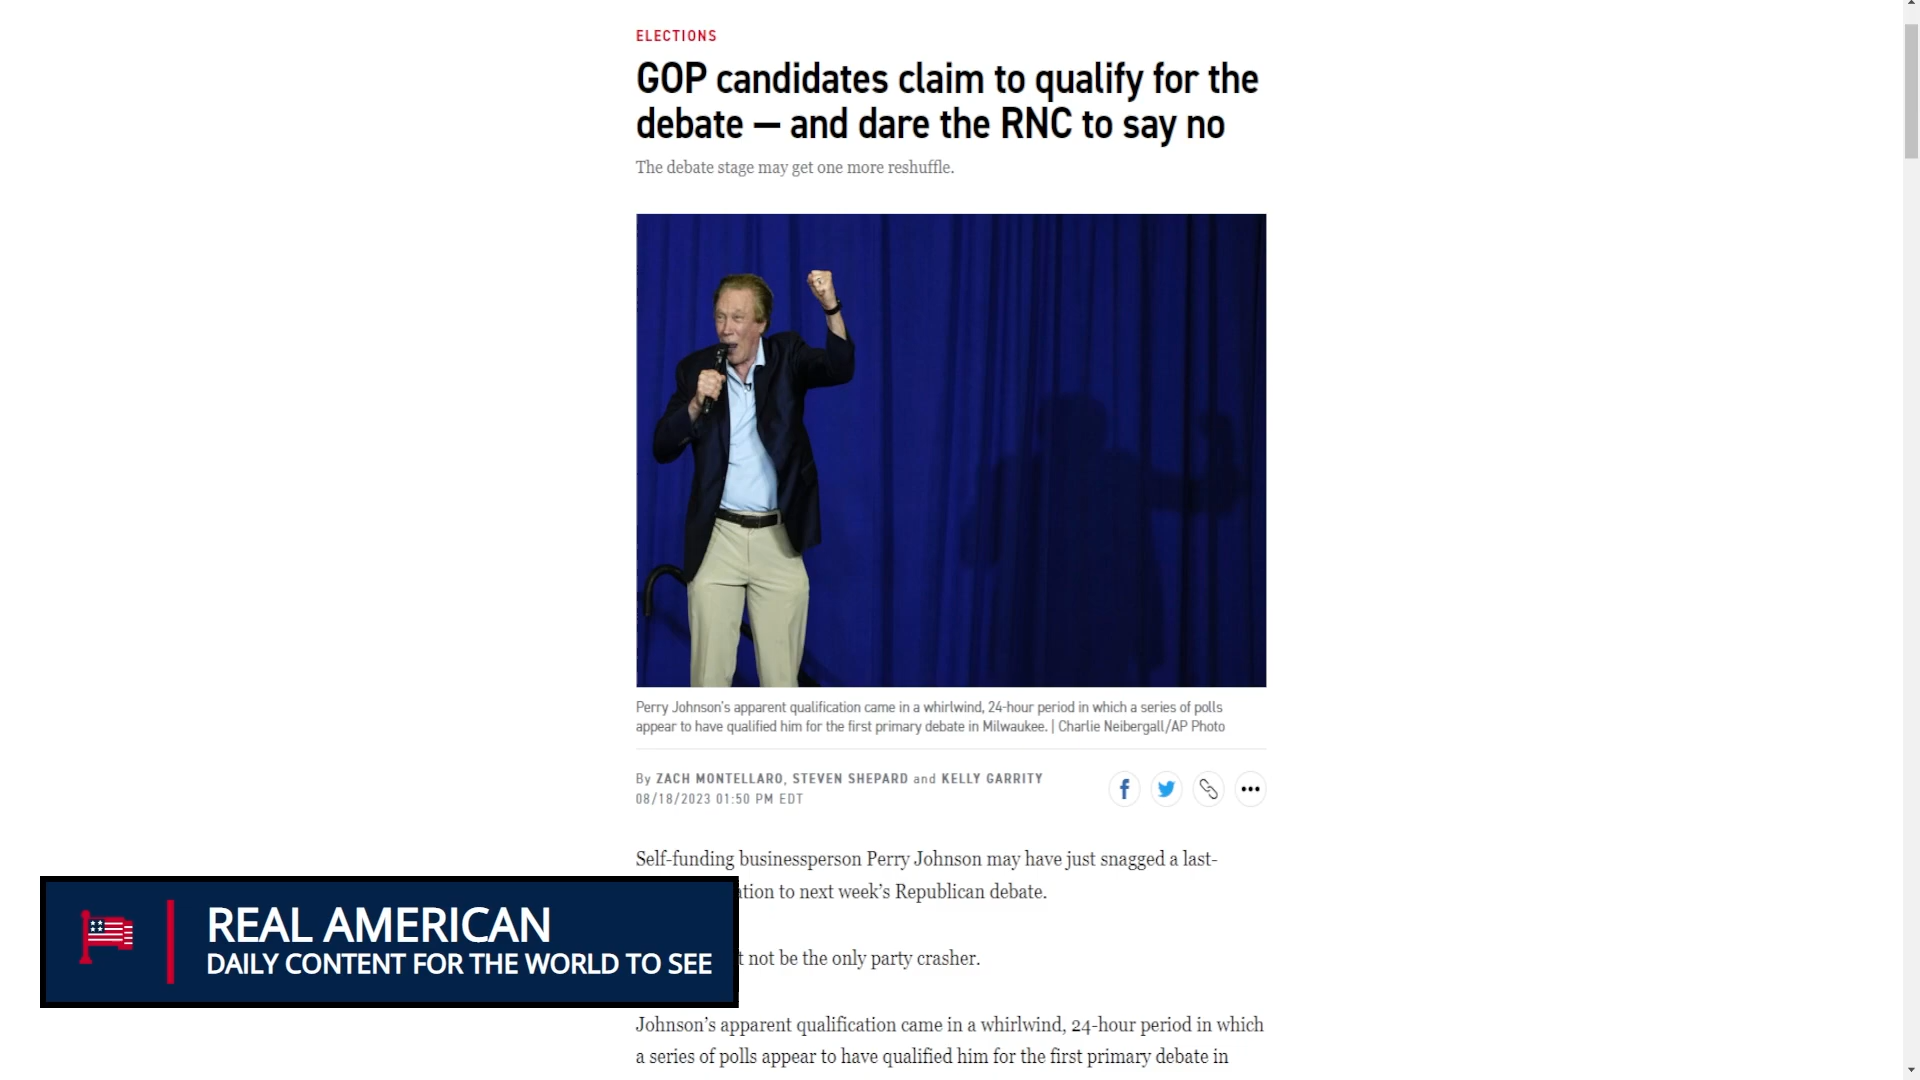 ELECTIONS
GOP candidates claim to qualify for the
debate — and dare the RNC to say no
The debate stage may get one more reshuffle.
Perry Johnson's apparent qualification came in a whirlwind, 24-hour period in which a series of polls
appear to have qualified him for the first primary debate in Milwaukee. | Charlie Neibergall/AP Photo
By ZACH MONTELLARO, STEVEN SHEPARD and KELLY GARRITY
08/18/2023 01:50 PM EDT
Self-funding businessperson Perry Johnson may have just snagged a last-
to next week's Republican debate.
not be the only party crasher.
Johnson's apparent qualification came in a whirlwind, 24-hour period in which
a series of polls appear to have qualified him for the first primary debate in
REAL AMERICAN
DAILY CONTENT FOR THE WORLD TO SEE